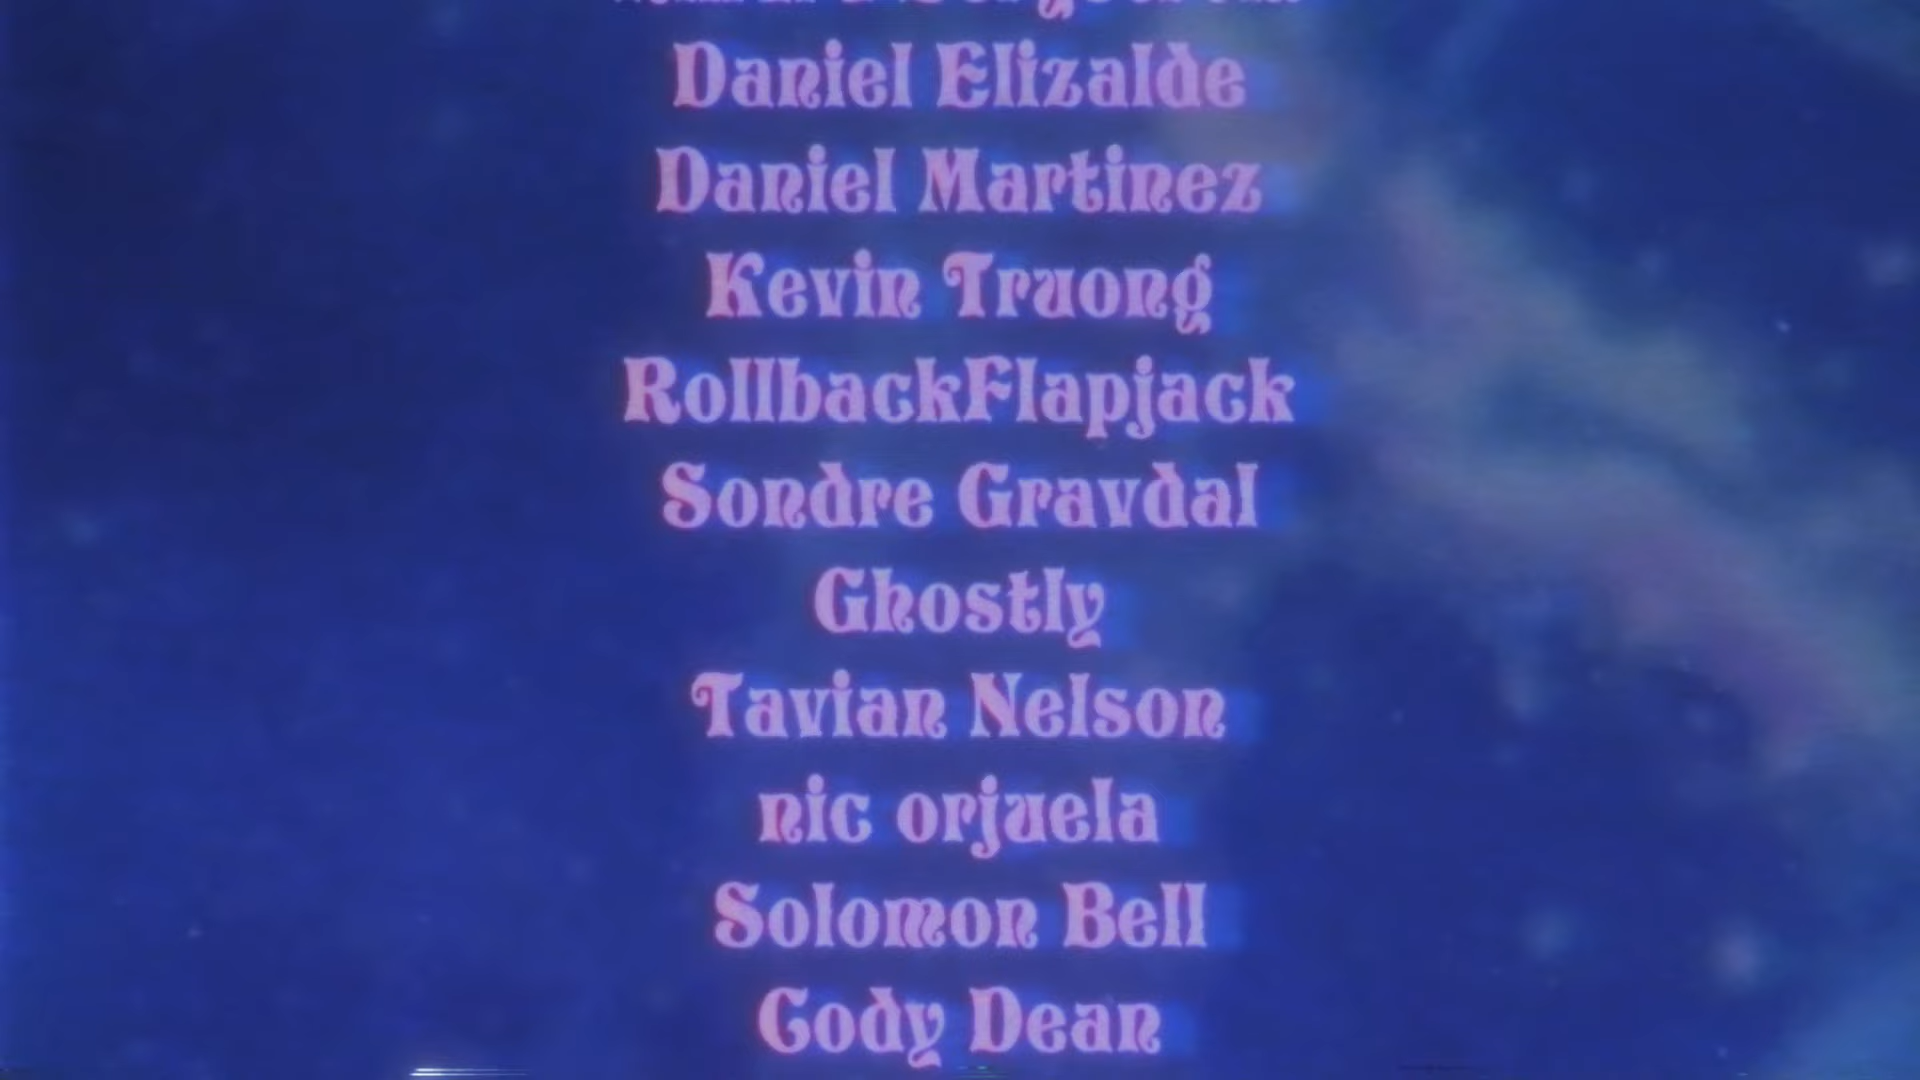 Daniel Elizalde
Daniel Martinez
Kevin Truong
RollbackFlapjack
Sondre Gravdal
Ghostly
Tavian Nelson
nic orjuela
Solomon Bell
Cody Dean